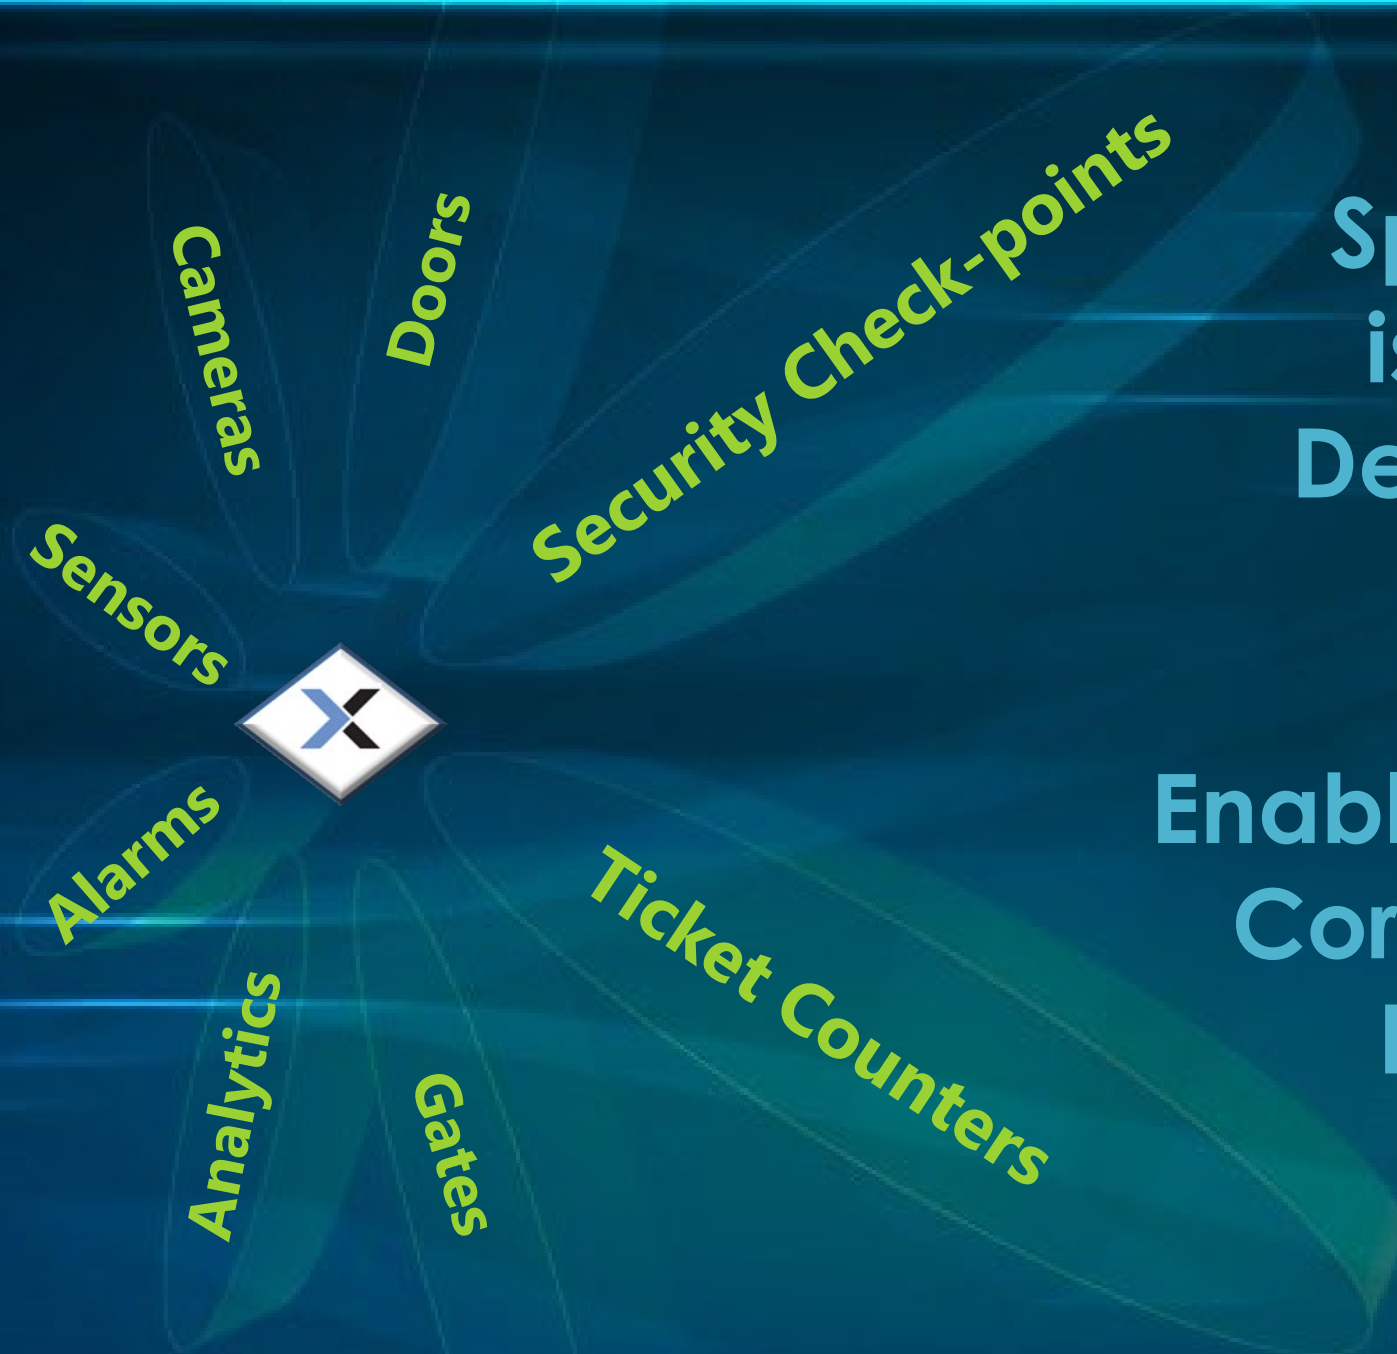 Cameras
Doors
Security Check-points
Sensors
Alarms
Analytics
Gates
Ticket Counters